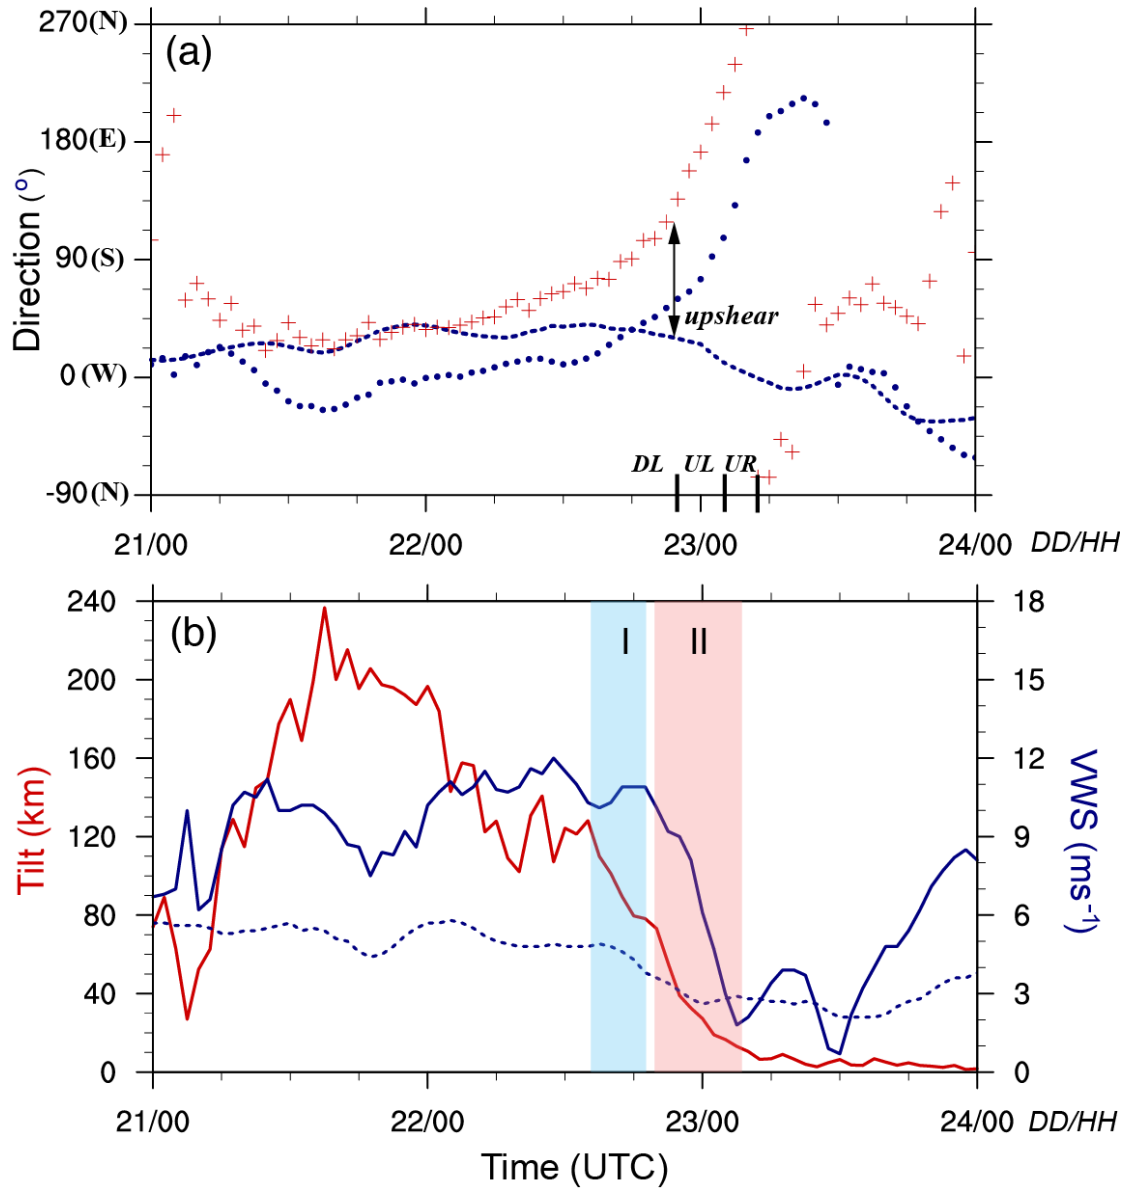 270(N)
(a)
180(E)
90(S)
0(W)
-90(N)
Direction (°)
upshear
DL UL UR
21/00 22/00 23/00 24/00 DD/HH
240 18
(b) I II
200 15
160 12
120 9
80 6
40 3
0 0
Tilt (km)
VWS (ms-1)
21/00 22/00 23/00 24/00 DD/HH
Time (UTC)